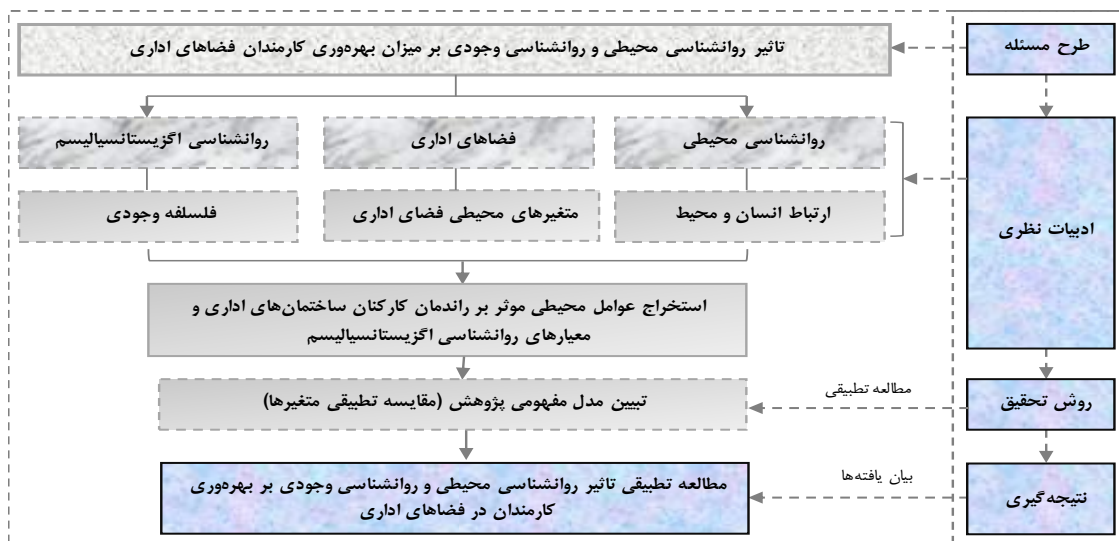 طرح مسئله
تاثیر روانشناسی محیطی و روانشناسی وجودی بر میزان بهره‌وری کارمندان فضاهای اداری
روانشناسی محیطی
فضاهای اداری
روانشناسی اگزیستانسیالیسم
ادبیات نظری
ارتباط انسان و محیط
متغیرهای محیطی فضای اداری
فلسلفه وجودی
استخراج عوامل محیطی موثر بر راندمان کارکنان ساختمان‌های اداری و
معیارهای روانشناسی اگزیستانسیالیسم
روش تحقیق
مطالعه تطبیقی
تبیین مدل مفهومی پژوهش (مقایسه تطبیقی متغیرها)
نتیجه‌گیری
بیان یافته‌ها
مطالعه تطبیقی تاثیر روانشناسی محیطی و روانشناسی وجودی بر بهره‌وری
کارمندان در فضاهای اداری